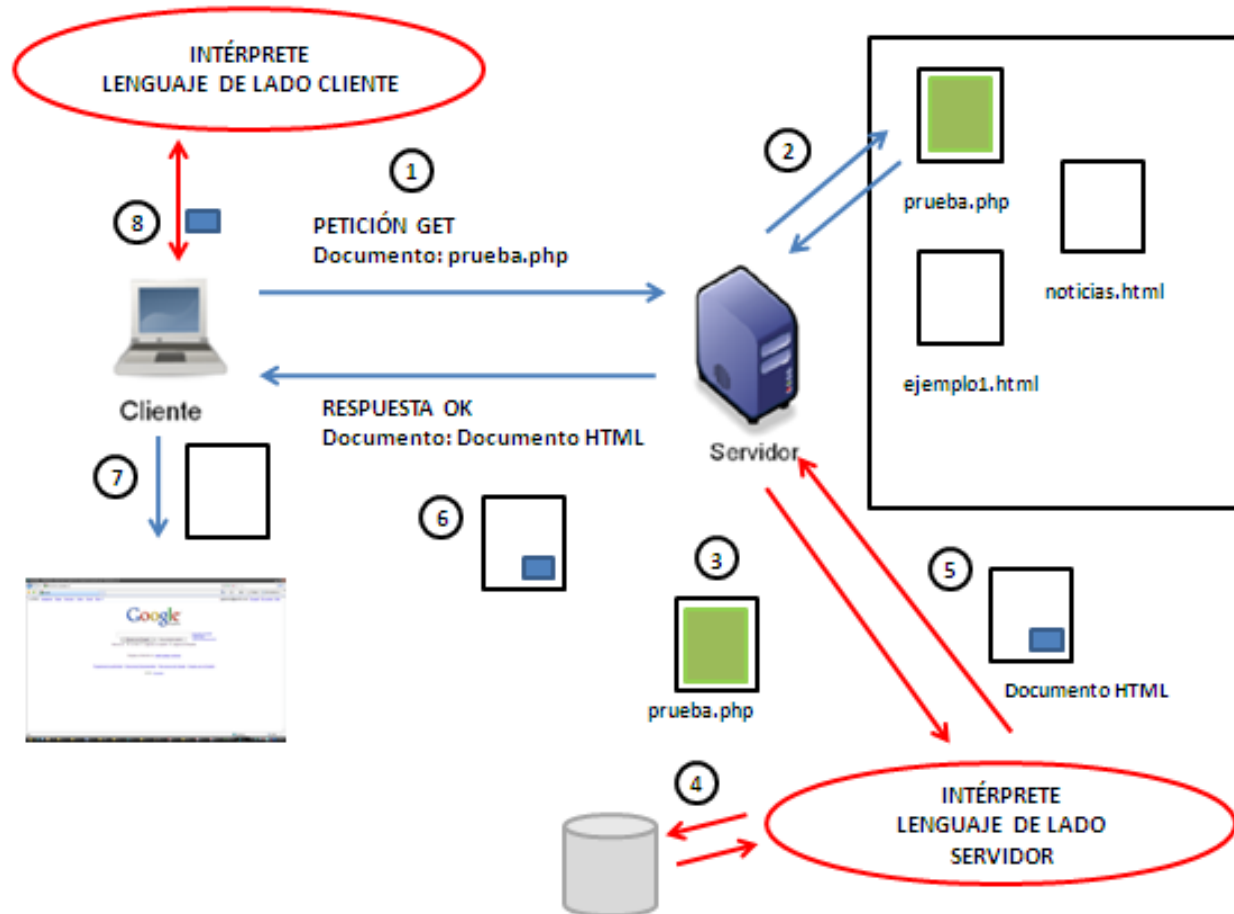 INTÉRPRETE
LENGUAJE DE LADO CLIENTE
1
2
prueba.php
8
PETICIÓN GET
Documento: prueba.php
noticias.html
ejemplo1.html
Cliente
RESPUESTA OK
Documento: Documento HTML
Servidor
7
6
3
5
Google
prueba.php
Documento HTML
4
INTÉRPRETE
LENGUAJE DE LADO
SERVIDOR